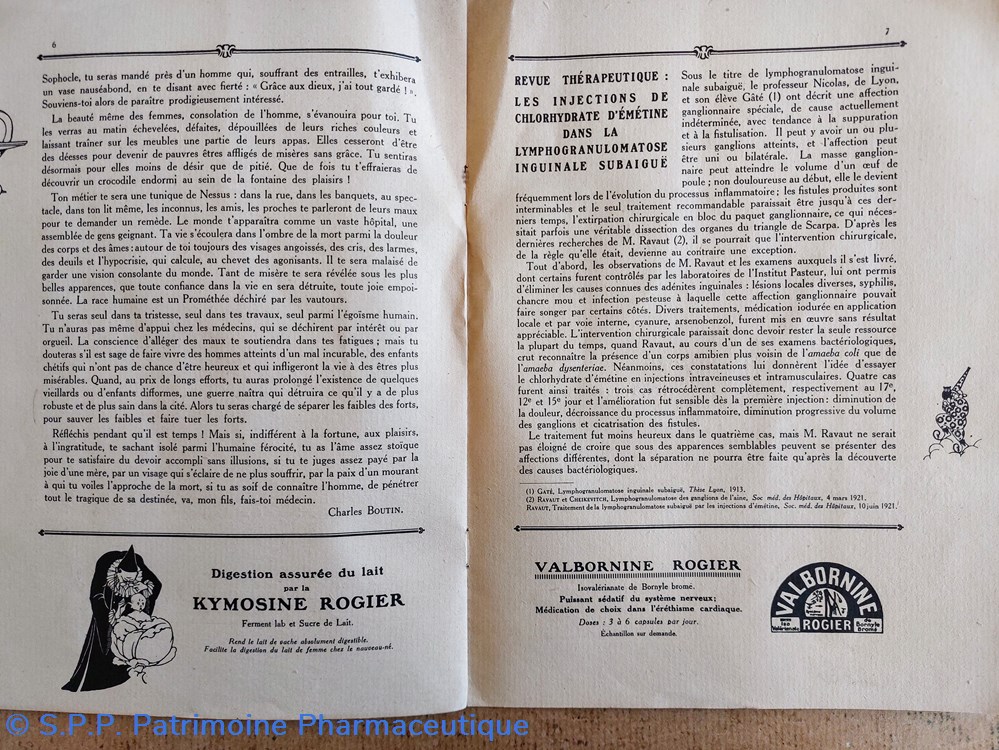 6
Sophocle, tu seras mandé près d'un homme qui, souffrant des entrailles, t'exhibera
un vase nauséabond, en te disant avec fierté : « Grâce aux dieux, j'ai tout gardé ! ».
Souviens-toi alors de paraître prodigieusement intéressé.
La beauté même des femmes, consolation de l'homme, s'évanouira pour toi. Tu
les verras au matin échevelées, défaites, dépouillées de leurs riches couleurs et
laissant traîner sur les meubles une partie de leurs appas. Elles cesseront d'être
des déesses pour devenir de pauvres êtres affligés de misères sans grâce. Tu sentiras
désormais pour elles moins de désir que de pitié. Que de fois tu t'effraieras de
découvrir un crocodile endormi au sein de la fontaine des plaisirs !
Ton métier te sera une tunique de Nessus : dans la rue, dans les banquets, au spec-
tacle, dans ton lit même, les inconnus, les amis, les proches te parleront de leurs maux
pour te demander un remède. Le monde t'apparaîtra comme un vaste hôpital, une
assemblée de gens geignant. Ta vie s'écoulera dans l'ombre de la mort parmi la douleur
des corps et des âmes : autour de toi toujours des visages angoissés, des cris, des larmes,
des deuils et l'hypocrisie, qui calcule, au chevet des agonisants. Il te sera malaisé de
garder une vision consolante du monde. Tant de misère te sera révélée sous les plus
belles apparences, que toute confiance dans la vie en sera détruite, toute joie empoi-
sonnée. La race humaine est un Prométhée déchiré par les vautours.
Tu seras seul dans ta tristesse, seul dans tes travaux, seul parmi l'égoïsme humain.
Tu n'auras pas même d'appui chez les médecins, qui se déchirent par intérêt ou par
orgueil. La conscience d'alléger des maux te soutiendra dans tes fatigues ; mais tu
douteras s'il est sage de faire vivre des hommes atteints d'un mal incurable, des enfants
chétifs qui n'ont pas de chance d'être heureux et qui infligeront la vie à des êtres plus
misérables. Quand, au prix de longs efforts, tu auras prolongé l'existence de quelques
vieillards ou d'enfants difformes, une guerre naîtra qui détruira ce qu'il y a de plus
robuste et de plus sain dans la cité. Alors tu seras chargé de séparer les faibles des forts,
pour sauver les faibles et faire tuer les forts.
Réfléchis pendant qu'il est temps ! Mais si, indifférent à la fortune, aux plaisirs,
à l'ingratitude, te sachant isolé parmi l'humaine férocité, tu as l'âme assez stoïque
pour te satisfaire du devoir accompli sans illusions, si tu te juges assez payé par la
joie d'une mère, par un visage qui s'éclaire de ne plus souffrir, par la paix d'un mourant
à qui tu voiles l'approche de la mort, si tu as soif de connaître l'homme, de pénétrer
tout le tragique de sa destinée, va, mon fils, fais-toi médecin.
Charles BOUTIN.
Digestion assurée du lait
par la
KYMOSINE ROGIER
Ferment lab et Sucre de Lait.
Rend le lait de vache absolument digestible.
Facilite la digestion du lait de femme chez le nouveau-né.
7
REVUE THÉRAPEUTIQUE :
LES INJECTIONS DE
CHLORHYDRATE D'ÉMÉTINE
DANS LA
LYMPHOGRANULOMATOSE
INGUINALE SUBAIGUË
Sous le titre de lymphogranulomatose ingui-
nale subaiguë, le professeur Nicolas, de Lyon,
et son élève Gâté (1) ont décrit une affection
ganglionnaire spéciale, de cause actuellement
indéterminée, avec tendance à la suppuration
et à la fistulisation. Il peut y avoir un ou plu-
sieurs ganglions atteints, et l'affection peut
être uni ou bilatérale. La masse ganglion-
naire peut atteindre le volume d'un œuf de
poule ; non douloureuse au début, elle le devient
fréquemment lors de l'évolution du processus inflammatoire ; les fistules produites sont
interminables et le seul traitement recommandable paraissait être jusqu'à ces der-
niers temps, l'extirpation chirurgicale en bloc du paquet ganglionnaire, ce qui néces-
sitait parfois une véritable dissection des organes du triangle de Scarpa. D'après les
dernières recherches de M. Ravaut (2), il se pourrait que l'intervention chirurgicale,
de la règle qu'elle était, devienne au contraire une exception.
Tout d'abord, les observations de M. Ravaut et les examens auxquels il s'est livré,
dont certains furent contrôlés par les laboratoires de l'Institut Pasteur, lui ont permis
d'éliminer les causes connues des adénites inguinales : lésions locales diverses, syphilis,
chancre mou et infection pesteuse à laquelle cette affection ganglionnaire pouvait
faire songer par certains côtés. Divers traitements, médication iodurée en application
locale et par voie interne, cyanure, arsenobenzol, furent mis en œuvre sans résultat
appréciable. L'intervention chirurgicale paraissait donc devoir rester la seule ressource
la plupart du temps, quand Ravaut, au cours d'un de ses examens bactériologiques,
crut reconnaître la présence d'un corps amibien plus voisin de l'amaeba coli que de
l'amaeba dysenteriae. Néanmoins, ces constatations lui donnèrent l'idée d'essayer
le chlorhydrate d'émétine en injections intraveineuses et intramusculaires. Quatre cas
furent ainsi traités : trois cas rétrocédèrent complètement, respectivement au 17e,
12e et 15e jour et l'amélioration fut sensible dès la première injection : diminution de
la douleur, décroissance du processus inflammatoire, diminution progressive du volume
des ganglions et cicatrisation des fistules.
Le traitement fut moins heureux dans le quatrième cas, mais M. Ravaut ne serait
pas éloigné de croire que sous des apparences semblables peuvent se présenter des
affections différentes, dont la séparation ne pourra être faite qu'après la découverte
des causes bactériologiques.
(1) GATÉ, Lymphogranulomatose inguinale subaiguë, Thèse Lyon, 1913.
(2) RAVAUT et CHEIKEVITCH, Lymphogranulomatose des ganglions de l'aine, Soc. méd. des Hôpitaux, 4 mars 1921.
RAVAUT, Traitement de la lymphogranulomatose subaiguë par les injections d'émétine, Soc. méd. des Hôpitaux, 10 juin 1921.
VALBORNINE ROGIER
Isovalérianate de Bornyle bromé.
Puissant sédatif du système nerveux ;
Médication de choix dans l'éréthisme cardiaque.
Doses : 3 à 6 capsules par jour.
Échantillon sur demande.
VALBORNINE
ROGIER
de
Bornyle
Bromé
© S.P.P. Patrimoine Pharmaceutique